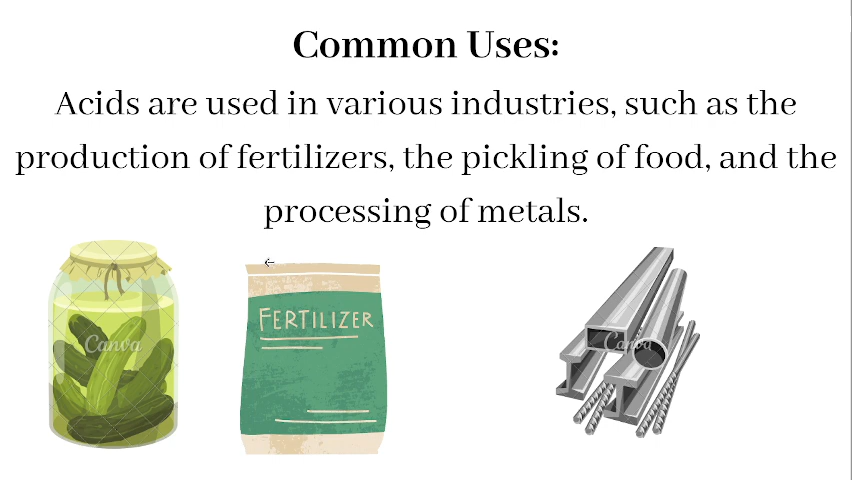 Common Uses:
Acids are used in various industries, such as the
production of fertilizers, the pickling of food, and the
processing of metals.
Canva
FERTILIZER
Canva